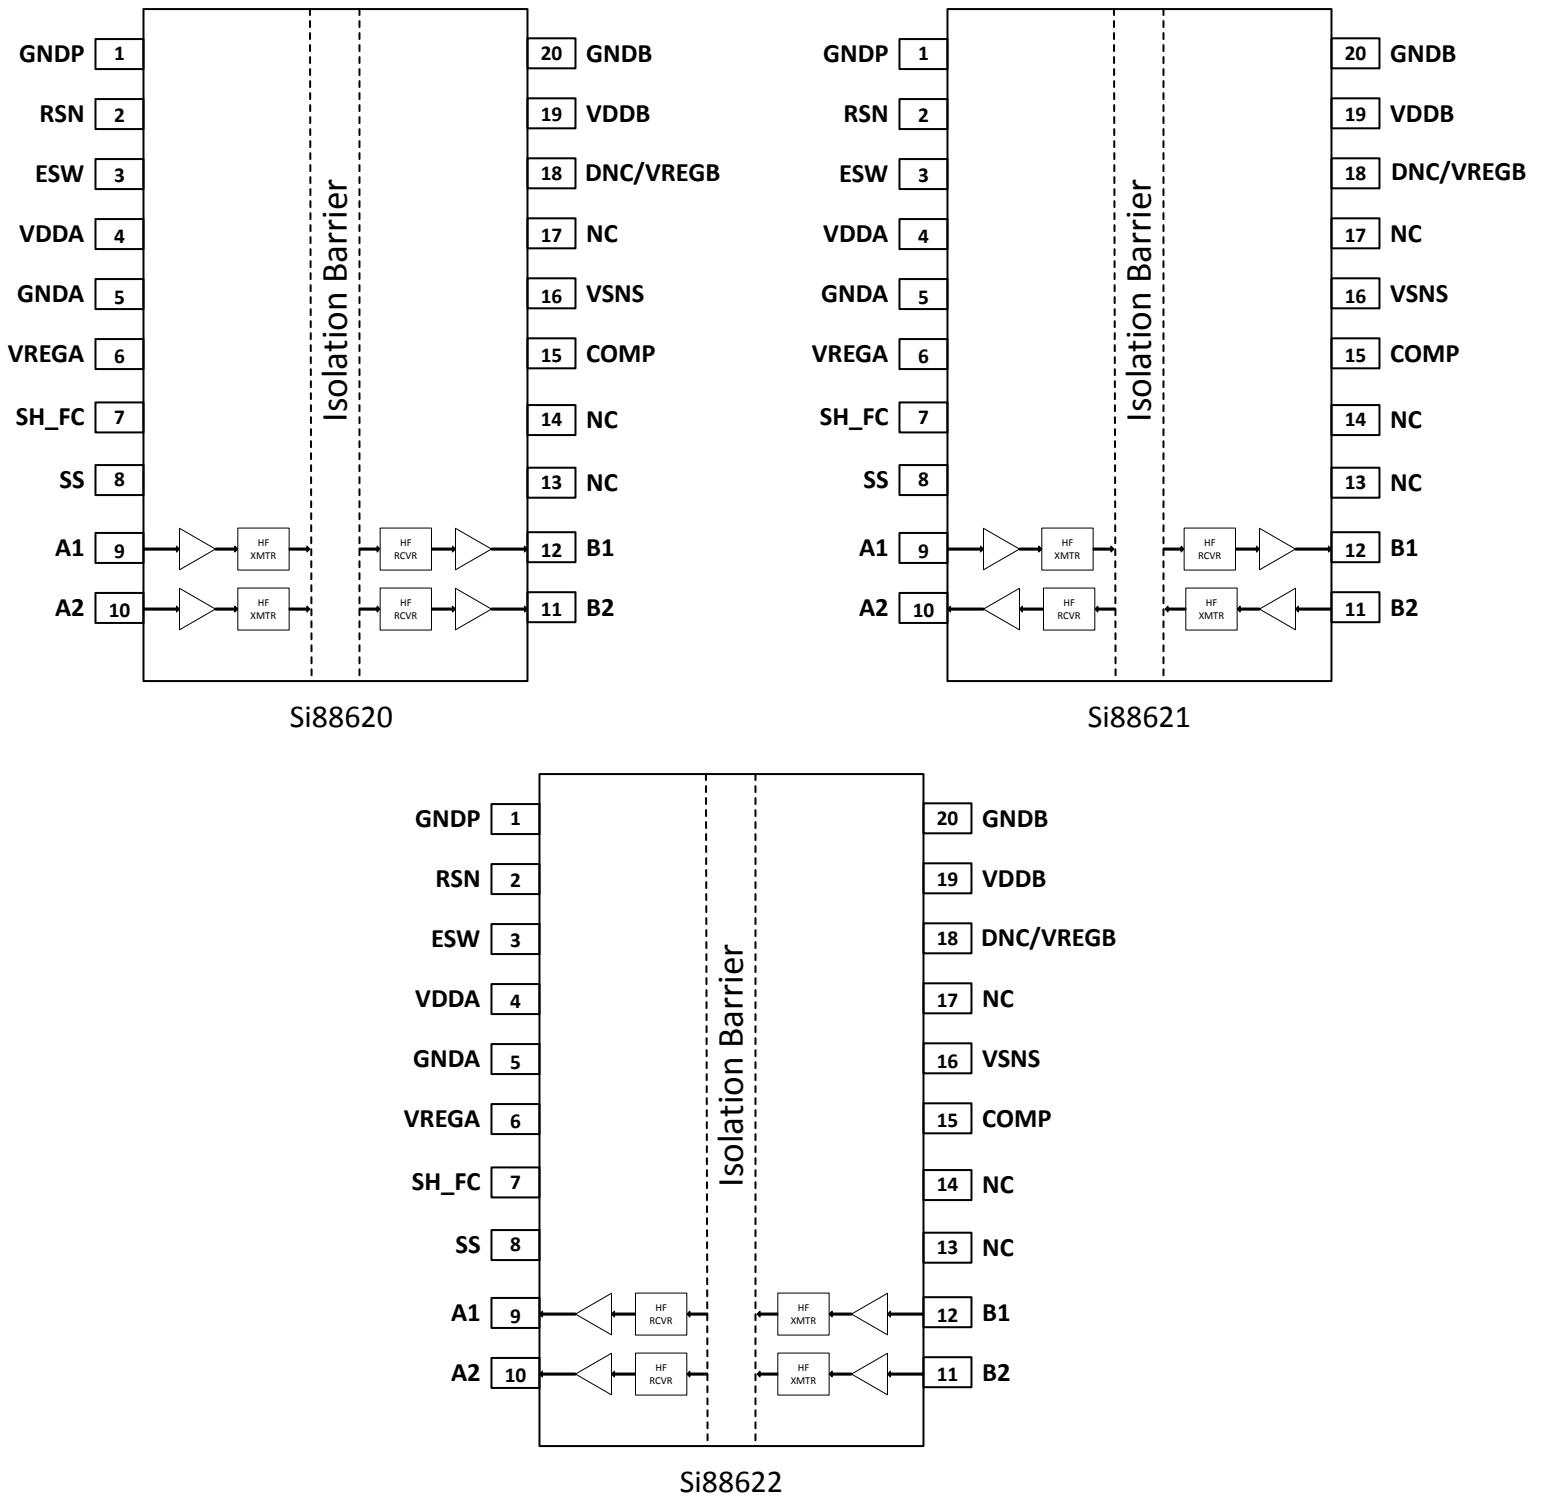 GNDP 1 20 GNDB
RSN 2 19 VDDB
ESW 3 18 DNC/VREGB
VDDA 4 17 NC
GNDA 5 16 VSNS
VREGA 6 15 COMP
SH_FC 7 14 NC
SS 8 13 NC
Isolation Barrier
A1 9 HF XMTR HF RCVR 12 B1
A2 10 HF XMTR HF RCVR 11 B2
Si88620
GNDP 1 20 GNDB
RSN 2 19 VDDB
ESW 3 18 DNC/VREGB
VDDA 4 17 NC
GNDA 5 16 VSNS
VREGA 6 15 COMP
SH_FC 7 14 NC
SS 8 13 NC
Isolation Barrier
A1 9 HF XMTR HF RCVR 12 B1
A2 10 HF RCVR HF XMTR 11 B2
Si88621
GNDP 1 20 GNDB
RSN 2 19 VDDB
ESW 3 18 DNC/VREGB
VDDA 4 17 NC
GNDA 5 16 VSNS
VREGA 6 15 COMP
SH_FC 7 14 NC
SS 8 13 NC
Isolation Barrier
A1 9 HF RCVR HF XMTR 12 B1
A2 10 HF RCVR HF XMTR 11 B2
Si88622